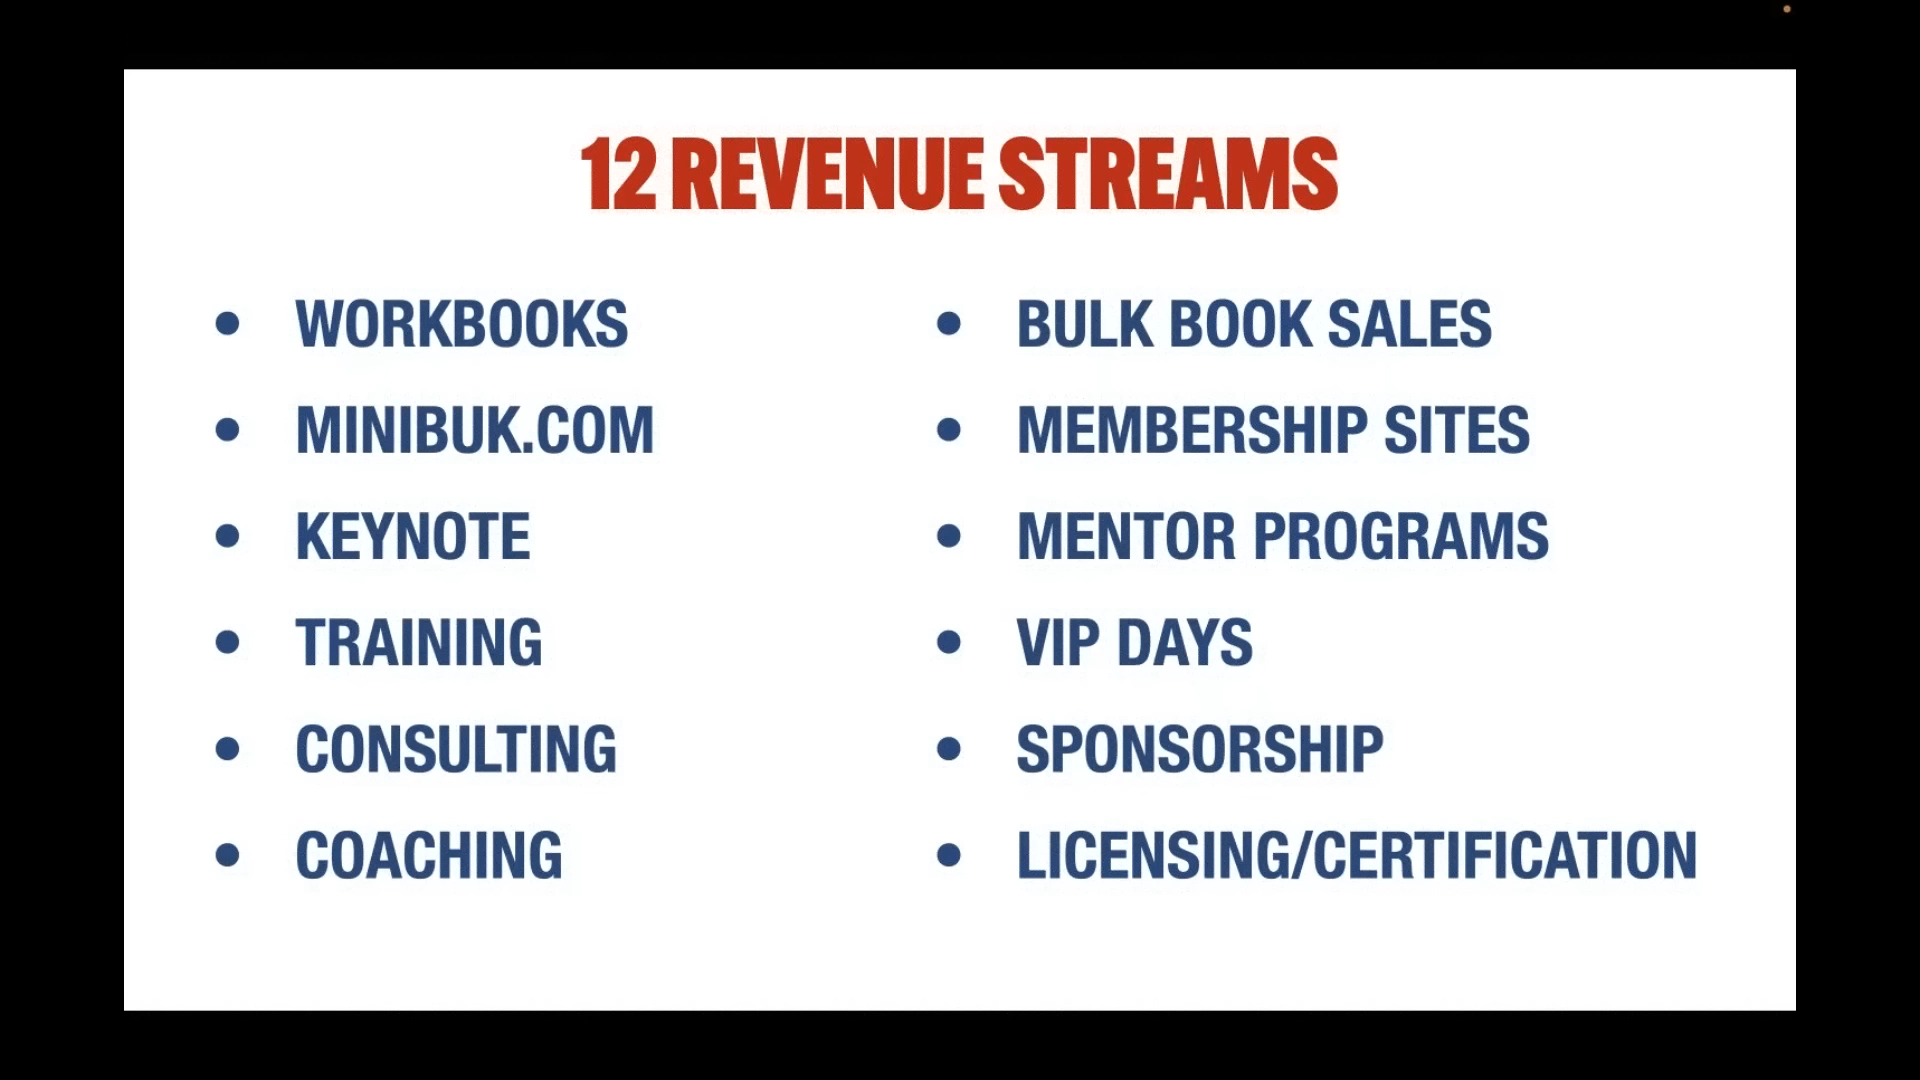 12 REVENUE STREAMS
WORKBOOKS
MINIBUK.COM
KEYNOTE
TRAINING
CONSULTING
COACHING
BULK BOOK SALES
MEMBERSHIP SITES
MENTOR PROGRAMS
VIP DAYS
SPONSORSHIP
LICENSING/CERTIFICATION